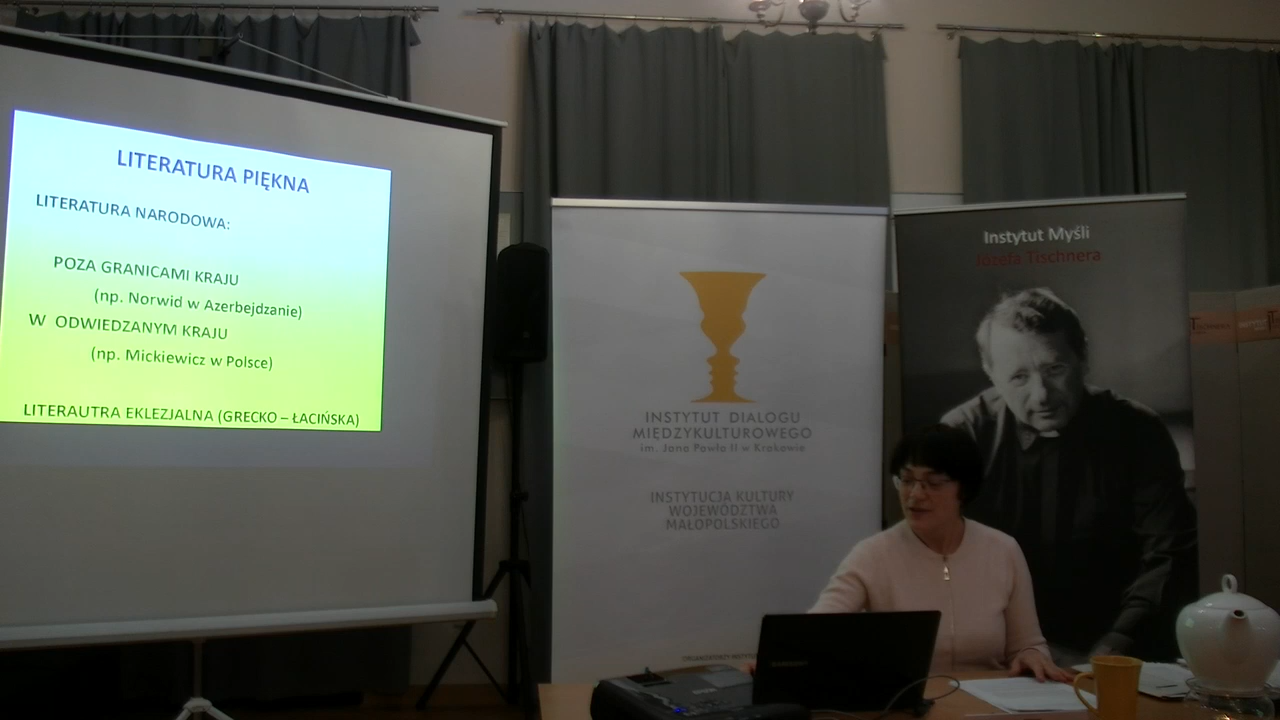 LITERATURA PIĘKNA
LITERATURA NARODOWA:
POZA GRANICAMI KRAJU
(np. Norwid w Azerbejdzanie)
W ODWIEDZANYM KRAJU
(np. Mickiewicz w Polsce)
LITERAUTRA EKLEZJALNA (GRECKO – ŁACIŃSKA)
INSTYTUT DIALOGU
MIĘDZYKULTUROWEGO
im. Jana Pawła II w Krakowie
INSTYTUCJA KULTURY
WOJEWÓDZTWA
MAŁOPOLSKIEGO
Instytut Myśli
Józefa Tischnera